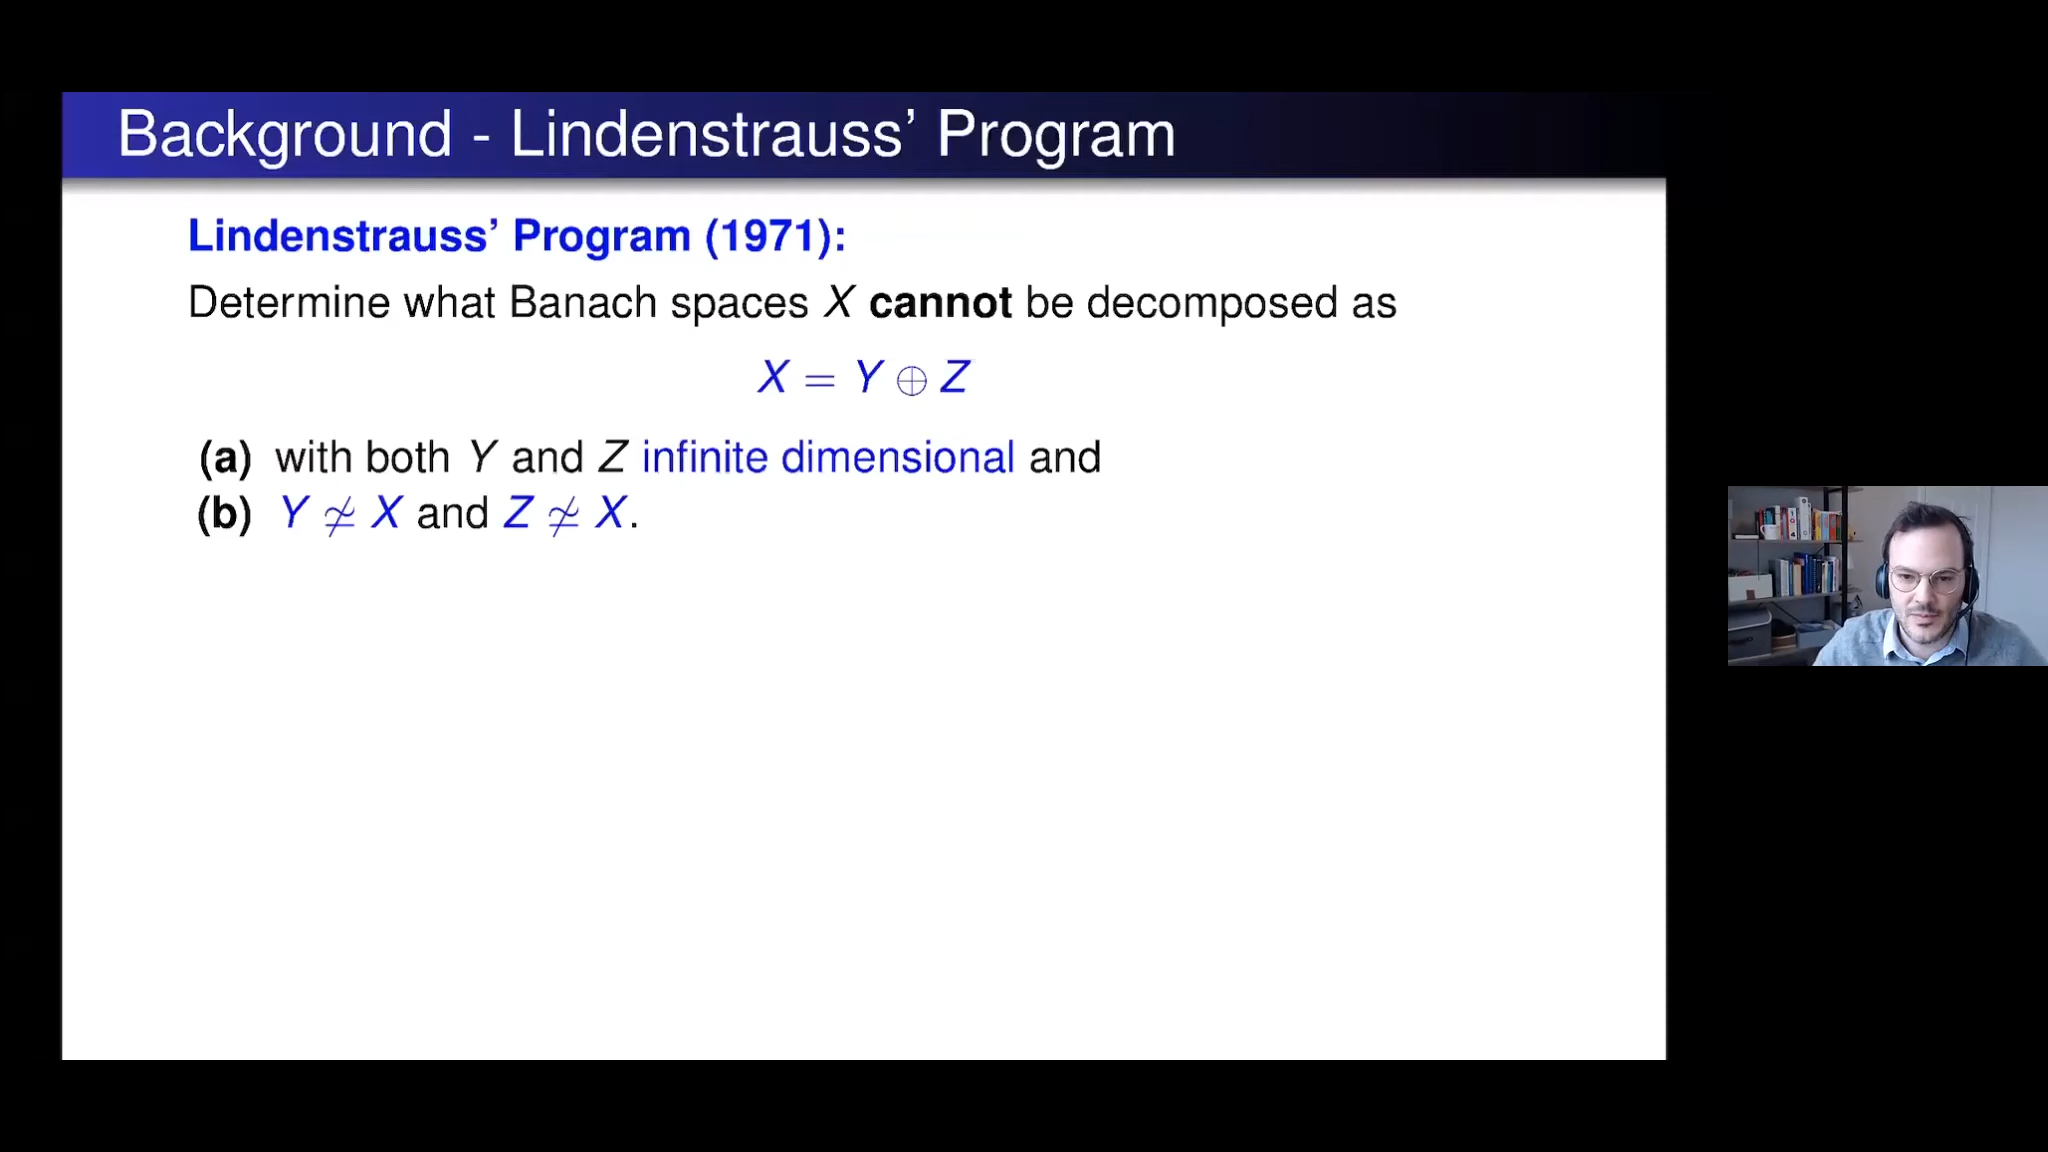 Background - Lindenstrauss’ Program
Lindenstrauss’ Program (1971):
Determine what Banach spaces X cannot be decomposed as
X = Y ⊕ Z
(a) with both Y and Z infinite dimensional and
(b) Y ≄ X and Z ≄ X.